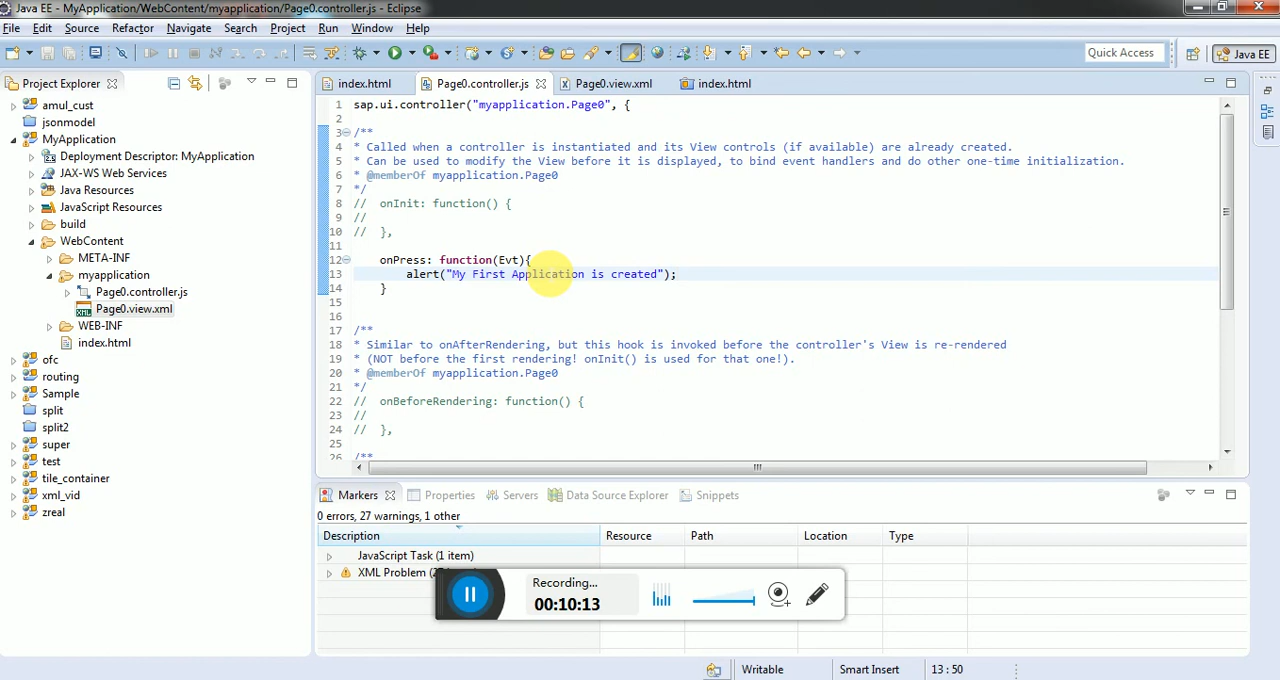 Java EE - MyApplication/WebContent/myapplication/Page0.controller.js - Eclipse
File Edit Source Refactor Navigate Search Project Run Window Help
Quick Access Java EE
Project Explorer
amul_cust
jsonmodel
MyApplication
Deployment Descriptor: MyApplication
JAX-WS Web Services
Java Resources
JavaScript Resources
build
WebContent
META-INF
myapplication
Page0.controller.js
Page0.view.xml
WEB-INF
index.html
ofc
routing
Sample
split
split2
super
test
tile_container
xml_vid
zreal
index.html Page0.controller.js Page0.view.xml index.html
1 sap.ui.controller("myapplication.Page0", {
2
3 /**
4 * Called when a controller is instantiated and its View controls (if available) are already created.
5 * Can be used to modify the View before it is displayed, to bind event handlers and do other one-time initialization.
6 * @memberOf myapplication.Page0
7 */
8 // onInit: function() {
9 //
10 // },
11
12 onPress: function(Evt){
13 alert("My First Application is created");
14 }
15
16
17 /**
18 * Similar to onAfterRendering, but this hook is invoked before the controller's View is re-rendered
19 * (NOT before the first rendering! onInit() is used for that one!).
20 * @memberOf myapplication.Page0
21 */
22 // onBeforeRendering: function() {
23 //
24 // },
25
26 /**
Markers Properties Servers Data Source Explorer Snippets
0 errors, 27 warnings, 1 other
Description Resource Path Location Type
JavaScript Task (1 item)
XML Problem
Recording...
00:10:13
Writable Smart Insert 13 : 50